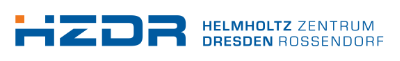 HZDR
HELMHOLTZ ZENTRUM
DRESDEN ROSSENDORF